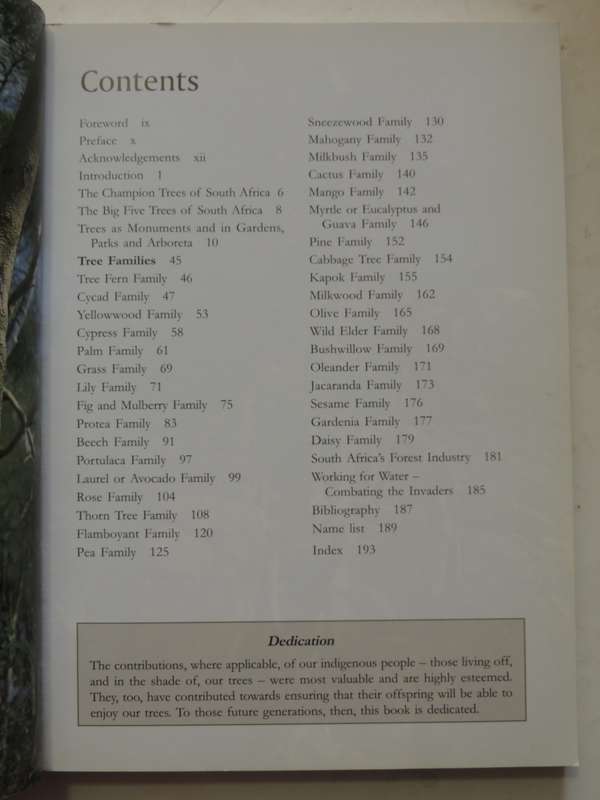 Contents
Foreword ix
Preface x
Acknowledgements xii
Introduction 1
The Champion Trees of South Africa 6
The Big Five Trees of South Africa 8
Trees as Monuments and in Gardens,
Parks and Arboreta 10
Tree Families 45
Tree Fern Family 46
Cycad Family 47
Yellowwood Family 53
Cypress Family 58
Palm Family 61
Grass Family 69
Lily Family 71
Fig and Mulberry Family 75
Protea Family 83
Beech Family 91
Portulaca Family 97
Laurel or Avocado Family 99
Rose Family 104
Thorn Tree Family 108
Flamboyant Family 120
Pea Family 125
Sneezewood Family 130
Mahogany Family 132
Milkbush Family 135
Cactus Family 140
Mango Family 142
Myrtle or Eucalyptus and
Guava Family 146
Pine Family 152
Cabbage Tree Family 154
Kapok Family 155
Milkwood Family 162
Olive Family 165
Wild Elder Family 168
Bushwillow Family 169
Oleander Family 171
Jacaranda Family 173
Sesame Family 176
Gardenia Family 177
Daisy Family 179
South Africa's Forest Industry 181
Working for Water –
Combating the Invaders 185
Bibliography 187
Name list 189
Index 193
Dedication
The contributions, where applicable, of our indigenous people – those living off,
and in the shade of, our trees – were most valuable and are highly esteemed.
They, too, have contributed towards ensuring that their offspring will be able to
enjoy our trees. To those future generations, then, this book is dedicated.